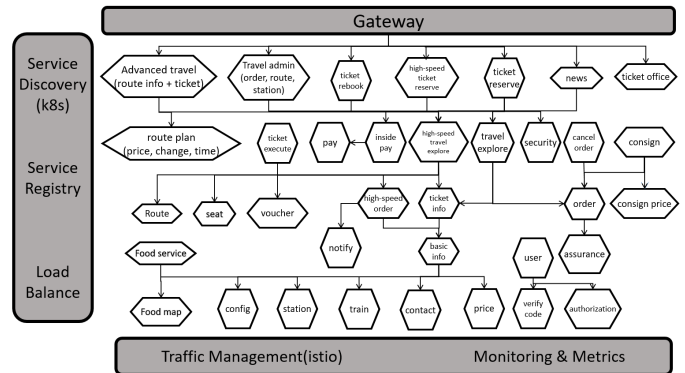 Gateway
Service
Discovery
(k8s)
Service
Registry
Load
Balance
Advanced travel
(route info + ticket)
Travel admin
(order, route,
station)
ticket
rebook
high-speed
ticket
reserve
ticket
reserve
news
ticket office
route plan
(price, change, time)
ticket
execute
pay
inside
pay
high-speed
travel
explore
travel
explore
security
cancel
order
consign
Route
seat
voucher
high-speed
order
ticket
info
order
consign price
notify
basic
info
user
assurance
Food service
Food map
config
station
train
contact
price
verify
code
authorization
Traffic Management(istio)
Monitoring & Metrics